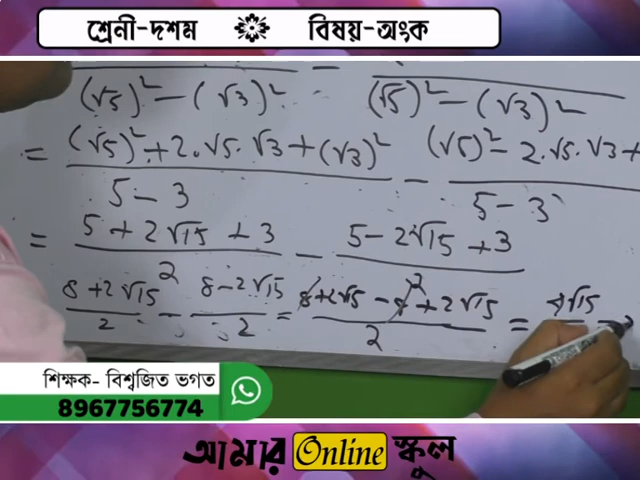 শ্রেনী-দশম বিষয়-অংক
(√5)² – (√3)² (√5)² – (√3)²
= (√5)² + 2.√5.√3 + (√3)² / 5 – 3 – (√5)² – 2.√5.√3 + / 5 – 3
= 5 + 2√15 + 3 / 2 – 5 – 2√15 + 3 / 2
8 + 2√15 / 2 – 8 – 2√15 / 2 = 8 + 2√15 – 8 + 2√15 / 2 = 4√15
শিক্ষক- বিশ্বজিত ভগত
8967756774
আমার Online স্কুল